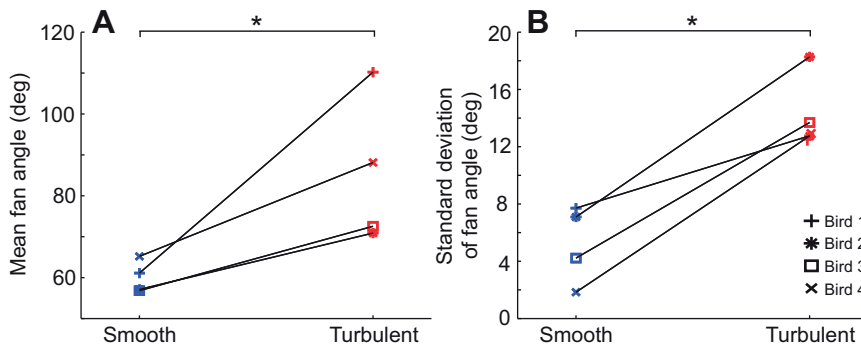 A
*
120
100
80
60
Mean fan angle (deg)
Smooth
Turbulent
B
*
20
16
12
8
4
0
Standard deviation
of fan angle (deg)
Smooth
Turbulent
Bird 1
Bird 2
Bird 3
Bird 4